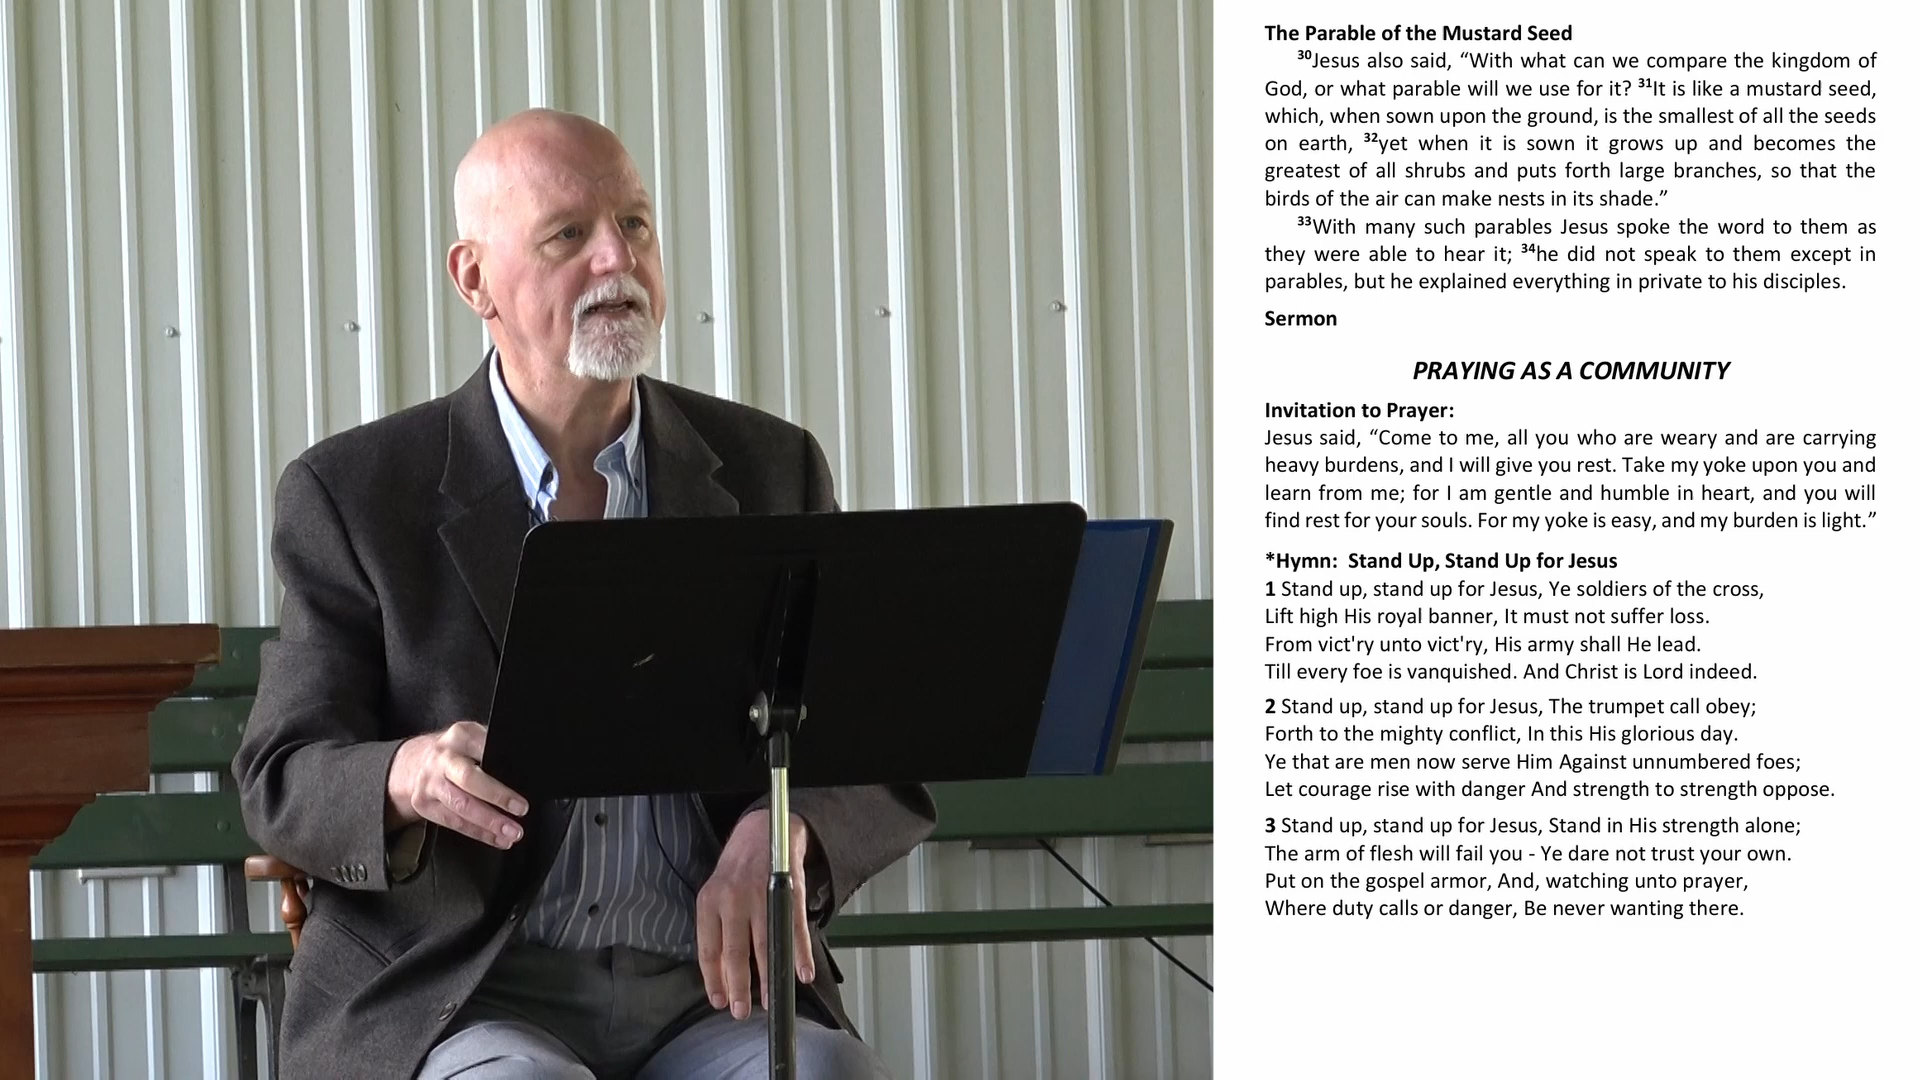 The Parable of the Mustard Seed
³⁰Jesus also said, “With what can we compare the kingdom of
God, or what parable will we use for it? ³¹It is like a mustard seed,
which, when sown upon the ground, is the smallest of all the seeds
on earth, ³²yet when it is sown it grows up and becomes the
greatest of all shrubs and puts forth large branches, so that the
birds of the air can make nests in its shade.”
³³With many such parables Jesus spoke the word to them as
they were able to hear it; ³⁴he did not speak to them except in
parables, but he explained everything in private to his disciples.
Sermon
PRAYING AS A COMMUNITY
Invitation to Prayer:
Jesus said, “Come to me, all you who are weary and are carrying
heavy burdens, and I will give you rest. Take my yoke upon you and
learn from me; for I am gentle and humble in heart, and you will
find rest for your souls. For my yoke is easy, and my burden is light.”
*Hymn: Stand Up, Stand Up for Jesus
1 Stand up, stand up for Jesus, Ye soldiers of the cross,
Lift high His royal banner, It must not suffer loss.
From vict'ry unto vict'ry, His army shall He lead.
Till every foe is vanquished. And Christ is Lord indeed.
2 Stand up, stand up for Jesus, The trumpet call obey;
Forth to the mighty conflict, In this His glorious day.
Ye that are men now serve Him Against unnumbered foes;
Let courage rise with danger And strength to strength oppose.
3 Stand up, stand up for Jesus, Stand in His strength alone;
The arm of flesh will fail you - Ye dare not trust your own.
Put on the gospel armor, And, watching unto prayer,
Where duty calls or danger, Be never wanting there.